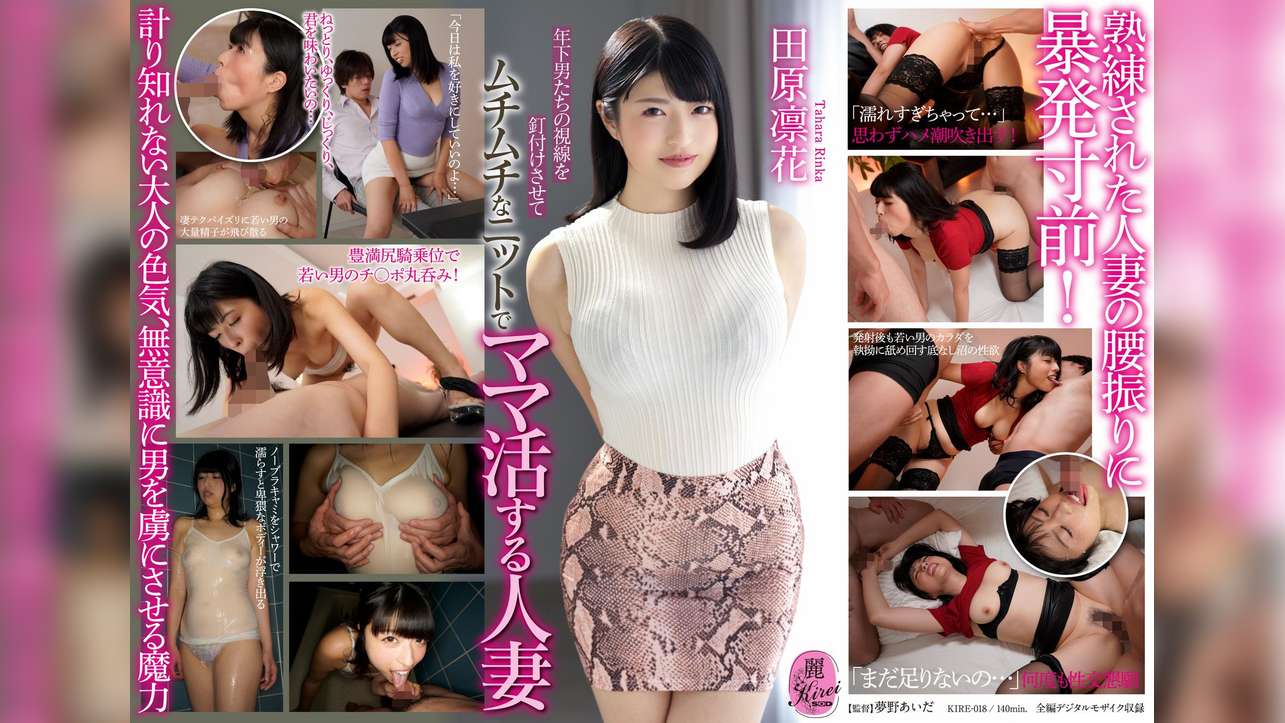 熟練された人妻の腰振りに
暴発寸前!
「濡れすぎちゃって…」
思わずハメ潮吹き出す!
発射後も若い男のカラダを
執拗に舐め回す底なし沼の性欲
「まだ足りないの…」何度も性交懇願
【監督】夢野あいだ KIRE-018 / 140min. 全編デジタルモザイク収録
田原凛花
Tahara Rinka
年下男たちの視線を
釘付けさせて
ムチムチなニットで
ママ活する人妻
麗
Kirei
SOD
「今日は私を好きにしていいのよ…」
ねっとり、ゆっくり、じっくり、
君を味わいたいの…
凄テクパイズリに若い男の
大量精子が飛び散る
豊満尻騎乗位で
若い男のチ〇ポ丸呑み!
ノーブラキャミをシャワーで
濡らすと卑猥なボディーが浮き出る
計り知れない大人の色気、無意識に男を虜にさせる魔力